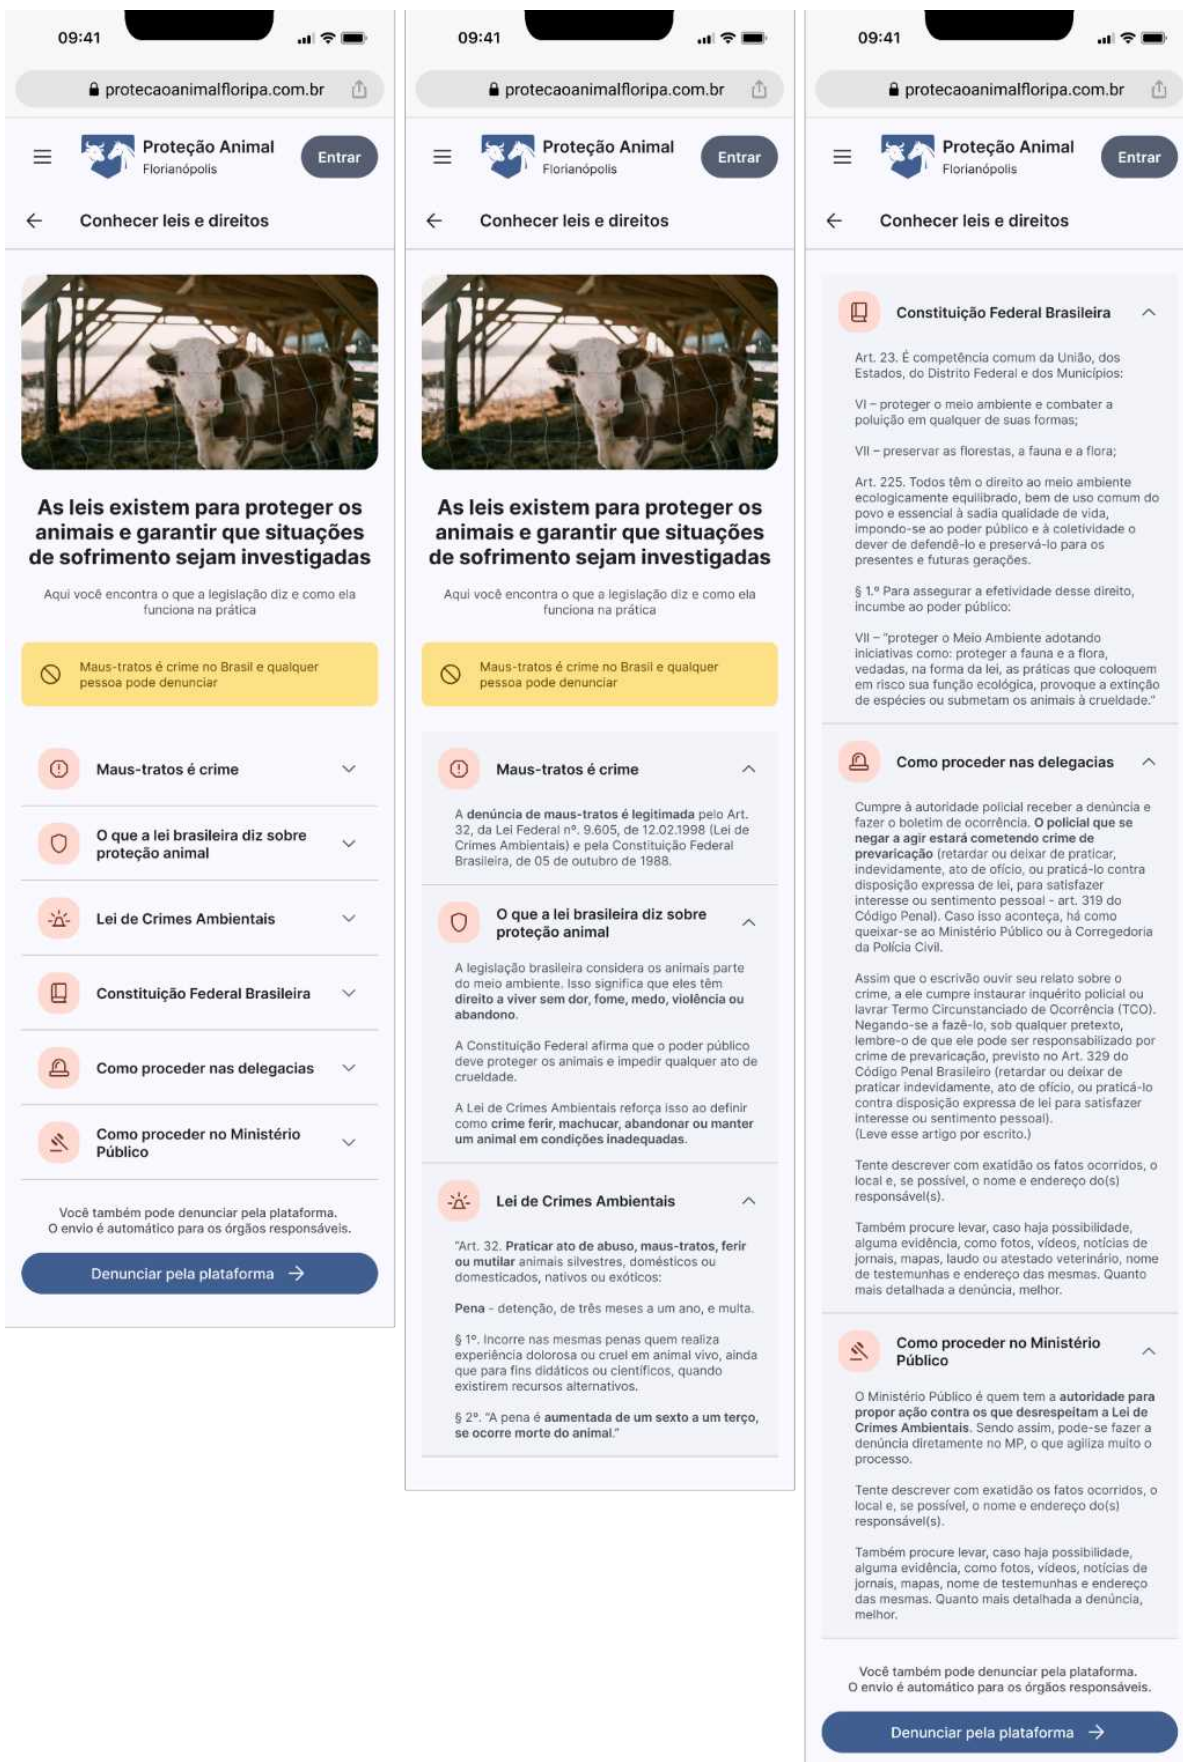 09:41
protecaoanimalfloripa.com.br
Proteção Animal
Florianópolis
Entrar
Conhecer leis e direitos
As leis existem para proteger os
animais e garantir que situações
de sofrimento sejam investigadas
Aqui você encontra o que a legislação diz e como ela
funciona na prática
Maus-tratos é crime no Brasil e qualquer
pessoa pode denunciar
Maus-tratos é crime
O que a lei brasileira diz sobre
proteção animal
Lei de Crimes Ambientais
Constituição Federal Brasileira
Como proceder nas delegacias
Como proceder no Ministério
Público
Você também pode denunciar pela plataforma.
O envio é automático para os órgãos responsáveis.
Denunciar pela plataforma
09:41
protecaoanimalfloripa.com.br
Proteção Animal
Florianópolis
Entrar
Conhecer leis e direitos
As leis existem para proteger os
animais e garantir que situações
de sofrimento sejam investigadas
Aqui você encontra o que a legislação diz e como ela
funciona na prática
Maus-tratos é crime no Brasil e qualquer
pessoa pode denunciar
Maus-tratos é crime
A denúncia de maus-tratos é legitimada pelo Art.
32, da Lei Federal nº. 9.605, de 12.02.1998 (Lei de
Crimes Ambientais) e pela Constituição Federal
Brasileira, de 05 de outubro de 1988.
O que a lei brasileira diz sobre
proteção animal
A legislação brasileira considera os animais parte
do meio ambiente. Isso significa que eles têm
direito a viver sem dor, fome, medo, violência ou
abandono.
A Constituição Federal afirma que o poder público
deve proteger os animais e impedir qualquer ato de
crueldade.
A Lei de Crimes Ambientais reforça isso ao definir
como crime ferir, machucar, abandonar ou manter
um animal em condições inadequadas.
Lei de Crimes Ambientais
"Art. 32. Praticar ato de abuso, maus-tratos, ferir
ou mutilar animais silvestres, domésticos ou
domesticados, nativos ou exóticos:
Pena - detenção, de três meses a um ano, e multa.
§ 1º. Incorre nas mesmas penas quem realiza
experiência dolorosa ou cruel em animal vivo, ainda
que para fins didáticos ou científicos, quando
existirem recursos alternativos.
§ 2º. "A pena é aumentada de um sexto a um terço,
se ocorre morte do animal."
09:41
protecaoanimalfloripa.com.br
Proteção Animal
Florianópolis
Entrar
Conhecer leis e direitos
Constituição Federal Brasileira
Art. 23. É competência comum da União, dos
Estados, do Distrito Federal e dos Municípios:
VI – proteger o meio ambiente e combater a
poluição em qualquer de suas formas;
VII – preservar as florestas, a fauna e a flora;
Art. 225. Todos têm o direito ao meio ambiente
ecologicamente equilibrado, bem de uso comum do
povo e essencial à sadia qualidade de vida,
impondo-se ao poder público e à coletividade o
dever de defendê-lo e preservá-lo para os
presentes e futuras gerações.
§ 1.º Para assegurar a efetividade desse direito,
incumbe ao poder público:
VII – "proteger o Meio Ambiente adotando
iniciativas como: proteger a fauna e a flora,
vedadas, na forma da lei, as práticas que coloquem
em risco sua função ecológica, provoque a extinção
de espécies ou submetam os animais à crueldade."
Como proceder nas delegacias
Cumpre à autoridade policial receber a denúncia e
fazer o boletim de ocorrência. O policial que se
negar a agir estará cometendo crime de
prevaricação (retardar ou deixar de praticar,
indevidamente, ato de ofício, ou praticá-lo contra
disposição expressa de lei, para satisfazer
interesse ou sentimento pessoal - art. 319 do
Código Penal). Caso isso aconteça, há como
queixar-se ao Ministério Público ou à Corregedoria
da Polícia Civil.
Assim que o escrivão ouvir seu relato sobre o
crime, a ele cumpre instaurar inquérito policial ou
lavrar Termo Circunstanciado de Ocorrência (TCO).
Negando-se a fazê-lo, sob qualquer pretexto,
lembre-o de que ele pode ser responsabilizado por
crime de prevaricação, previsto no Art. 329 do
Código Penal Brasileiro (retardar ou deixar de
praticar indevidamente, ato de ofício, ou praticá-lo
contra disposição expressa de lei para satisfazer
interesse ou sentimento pessoal).
(Leve esse artigo por escrito.)
Tente descrever com exatidão os fatos ocorridos, o
local e, se possível, o nome e endereço do(s)
responsável(s).
Também procure levar, caso haja possibilidade,
alguma evidência, como fotos, vídeos, notícias de
jornais, mapas, laudo ou atestado veterinário, nome
de testemunhas e endereço das mesmas. Quanto
mais detalhada a denúncia, melhor.
Como proceder no Ministério
Público
O Ministério Público é quem tem a autoridade para
propor ação contra os que desrespeitam a Lei de
Crimes Ambientais. Sendo assim, pode-se fazer a
denúncia diretamente no MP, o que agiliza muito o
processo.
Tente descrever com exatidão os fatos ocorridos, o
local e, se possível, o nome e endereço do(s)
responsável(s).
Também procure levar, caso haja possibilidade,
alguma evidência, como fotos, vídeos, notícias de
jornais, mapas, nome de testemunhas e endereço
das mesmas. Quanto mais detalhada a denúncia,
melhor.
Você também pode denunciar pela plataforma.
O envio é automático para os órgãos responsáveis.
Denunciar pela plataforma